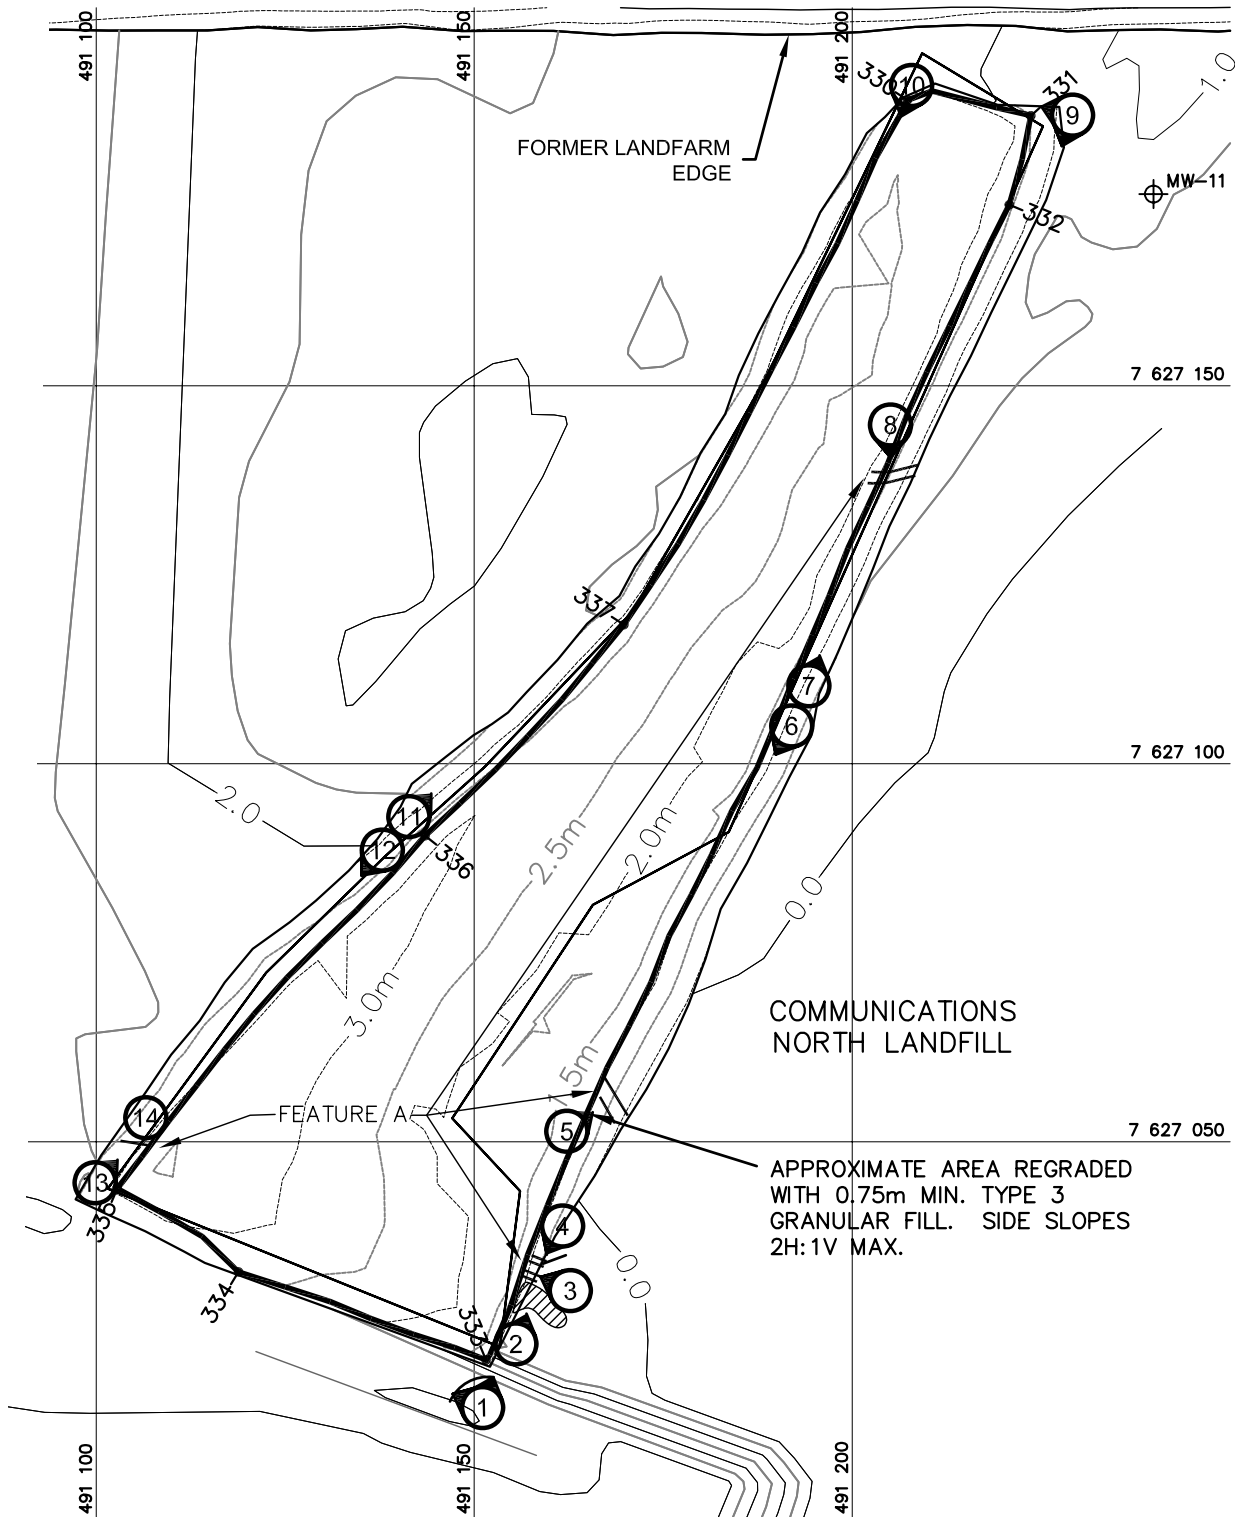 491 100
491 150
491 200
330
10
331
9
1.0
FORMER LANDFARM
EDGE
MW-11
332
7 627 150
8
337
7
6
7 627 100
2.0
11
12
336
2.5m
2.0m
0.0
3.0m
COMMUNICATIONS
NORTH LANDFILL
1.5m
14
FEATURE A
5
7 627 050
13
APPROXIMATE AREA REGRADED
WITH 0.75m MIN. TYPE 3
GRANULAR FILL. SIDE SLOPES
2H:1V MAX.
4
0.0
334
3
333
2
1
491 100
491 150
491 200